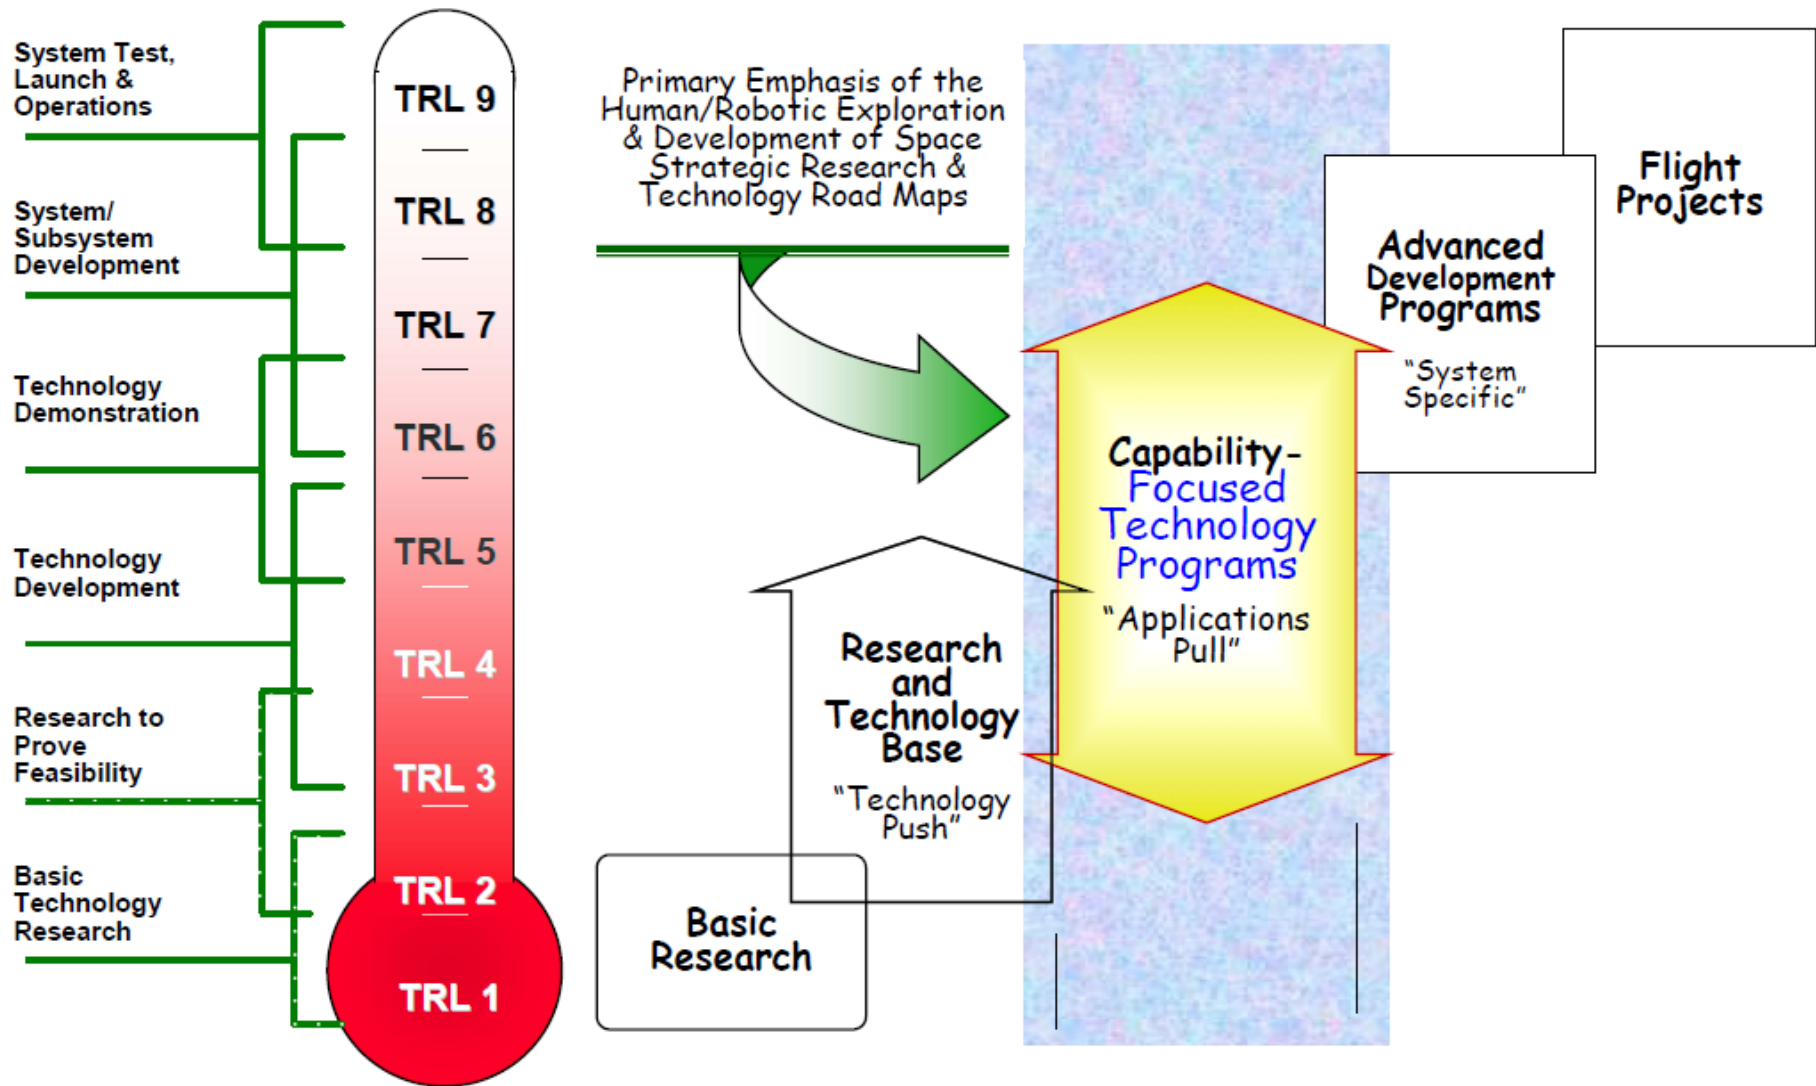 System Test,
Launch &
Operations
System/
Subsystem
Development
Technology
Demonstration
Technology
Development
Research to
Prove
Feasibility
Basic
Technology
Research
TRL 9
TRL 8
TRL 7
TRL 6
TRL 5
TRL 4
TRL 3
TRL 2
TRL 1
Primary Emphasis of the
Human/Robotic Exploration
& Development of Space
Strategic Research &
Technology Road Maps
Basic
Research
Research
and
Technology
Base
"Technology
Push"
Capability-
Focused
Technology
Programs
"Applications
Pull"
Advanced
Development
Programs
"System
Specific"
Flight
Projects